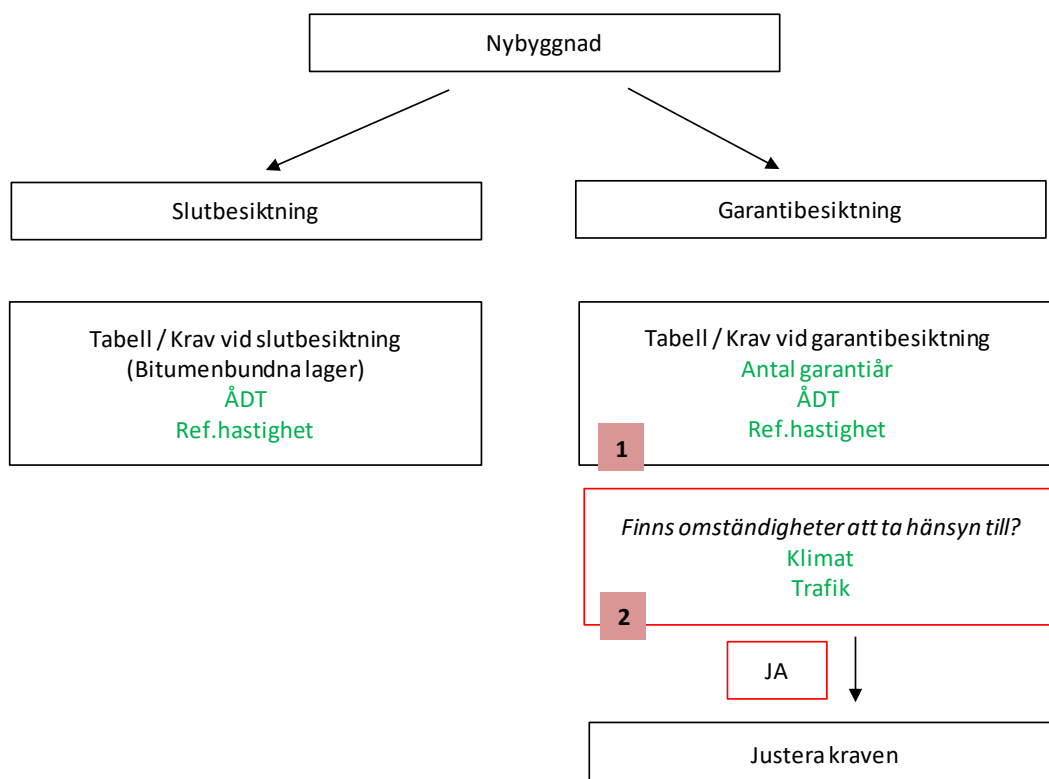 Nybyggnad
Slutbesiktning
Garantibesiktning
Tabell / Krav vid slutbesiktning
(Bitumenbundna lager)
ÅDT
Ref.hastighet
Tabell / Krav vid garantibesiktning
Antal garantiår
ÅDT
Ref.hastighet
1
Finns omständigheter att ta hänsyn till?
Klimat
Trafik
2
JA
Justera kraven